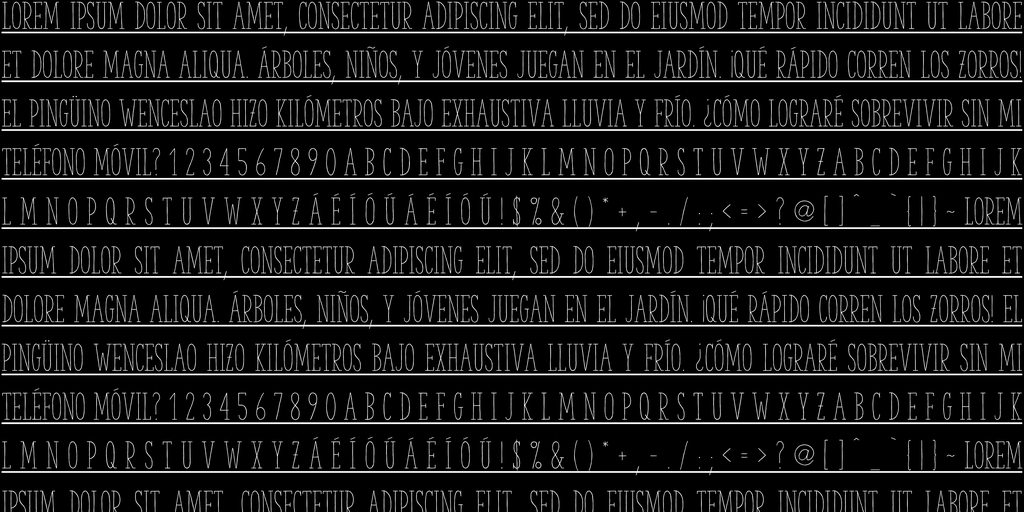 LOREM IPSUM DOLOR SIT AMET, CONSECTETUR ADIPISCING ELIT, SED DO EIUSMOD TEMPOR INCIDIDUNT UT LABORE
ET DOLORE MAGNA ALIQUA. ÁRBOLES, NIÑOS, Y JÓVENES JUEGAN EN EL JARDÍN. ¡QUÉ RÁPIDO CORREN LOS ZORROS!
EL PINGÜINO WENCESLAO HIZO KILÓMETROS BAJO EXHAUSTIVA LLUVIA Y FRÍO. ¿CÓMO LOGRARÉ SOBREVIVIR SIN MI
TELÉFONO MÓVIL? 1 2 3 4 5 6 7 8 9 0 A B C D E F G H I J K L M N O P Q R S T U V W X Y Z A B C D E F G H I J K
L M N O P Q R S T U V W X Y Z Á É Í Ó Ú Á É Í Ó Ú ! $ % & ( ) * + , - . / : ; < = > ? @ [ ] ^ _ ` { | } ~ LOREM
IPSUM DOLOR SIT AMET, CONSECTETUR ADIPISCING ELIT, SED DO EIUSMOD TEMPOR INCIDIDUNT UT LABORE ET
DOLORE MAGNA ALIQUA. ÁRBOLES, NIÑOS, Y JÓVENES JUEGAN EN EL JARDÍN. ¡QUÉ RÁPIDO CORREN LOS ZORROS! EL
PINGÜINO WENCESLAO HIZO KILÓMETROS BAJO EXHAUSTIVA LLUVIA Y FRÍO. ¿CÓMO LOGRARÉ SOBREVIVIR SIN MI
TELÉFONO MÓVIL? 1 2 3 4 5 6 7 8 9 0 A B C D E F G H I J K L M N O P Q R S T U V W X Y Z A B C D E F G H I J K
L M N O P Q R S T U V W X Y Z Á É Í Ó Ú Á É Í Ó Ú ! $ % & ( ) * + , - . / : ; < = > ? @ [ ] ^ _ ` { | } ~ LOREM
IPSUM DOLOR SIT AMET, CONSECTETUR ADIPISCING ELIT, SED DO EIUSMOD TEMPOR INCIDIDUNT UT LABORE ET